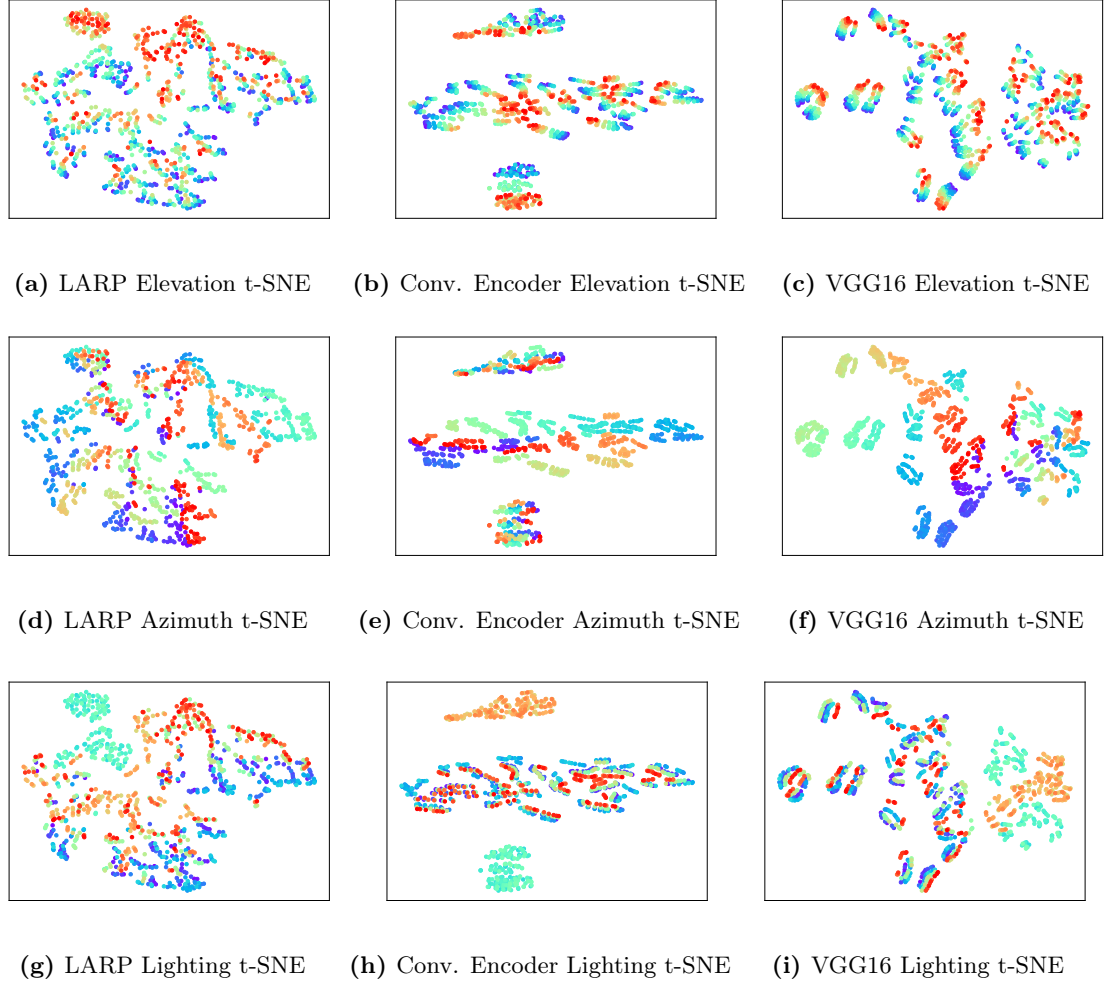 (a) LARP Elevation t-SNE
(b) Conv. Encoder Elevation t-SNE
(c) VGG16 Elevation t-SNE
(d) LARP Azimuth t-SNE
(e) Conv. Encoder Azimuth t-SNE
(f) VGG16 Azimuth t-SNE
(g) LARP Lighting t-SNE
(h) Conv. Encoder Lighting t-SNE
(i) VGG16 Lighting t-SNE